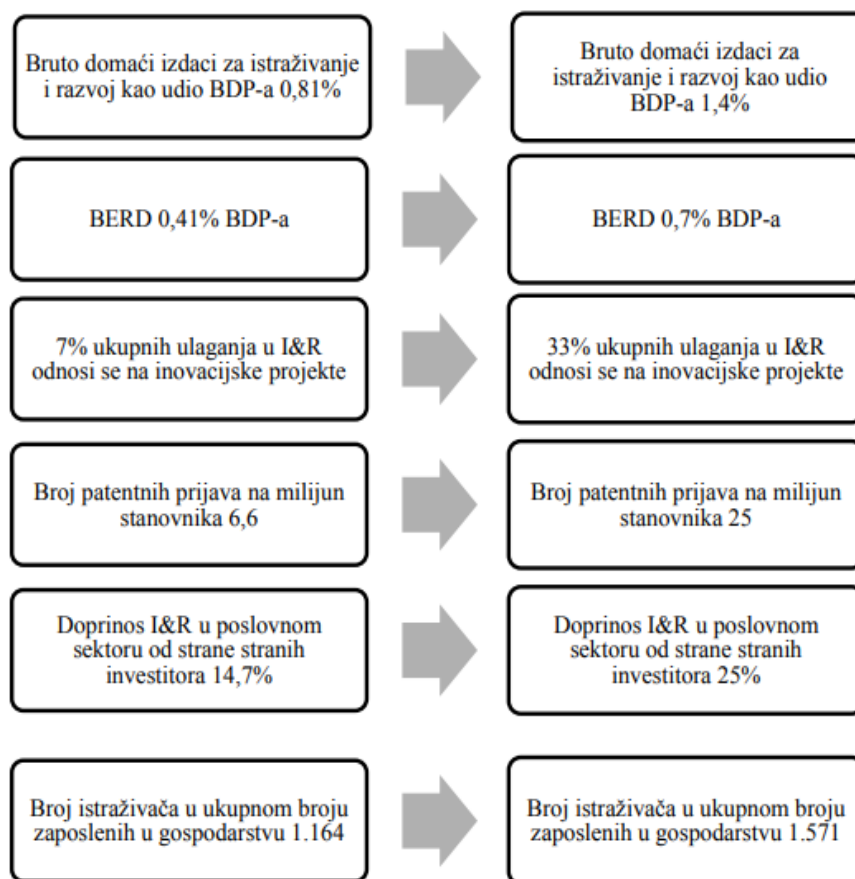 Bruto domaći izdaci za istraživanje
i razvoj kao udio BDP-a 0,81%
Bruto domaći izdaci za
istraživanje i razvoj kao udio
BDP-a 1,4%
BERD 0,41% BDP-a
BERD 0,7% BDP-a
7% ukupnih ulaganja u I&R
odnosi se na inovacijske projekte
33% ukupnih ulaganja u I&R
odnosi se na inovacijske projekte
Broj patentnih prijava na milijun
stanovnika 6,6
Broj patentnih prijava na milijun
stanovnika 25
Doprinos I&R u poslovnom
sektoru od strane stranih
investitora 14,7%
Doprinos I&R u poslovnom
sektoru od strane stranih
investitora 25%
Broj istraživača u ukupnom broju
zaposlenih u gospodarstvu 1.164
Broj istraživača u ukupnom broju
zaposlenih u gospodarstvu 1.571